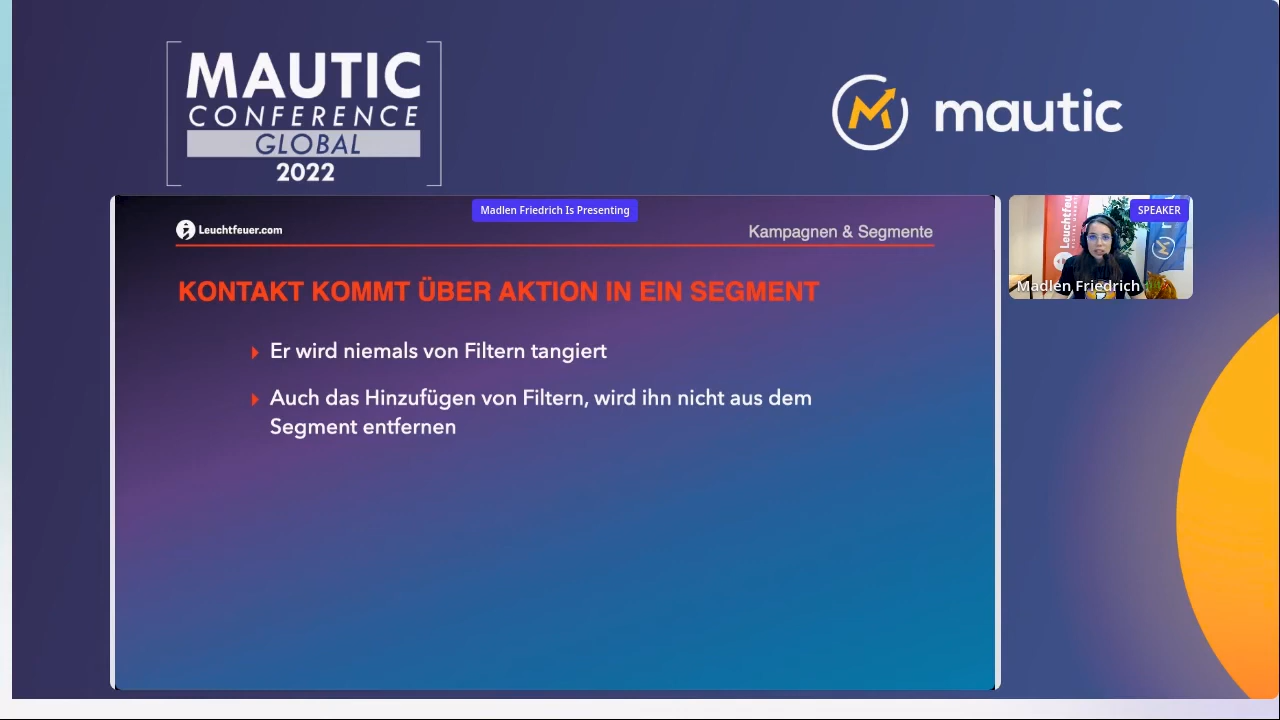 MAUTIC
CONFERENCE
GLOBAL
2022
mautic
Madlen Friedrich Is Presenting
Leuchtfeuer.com
Kampagnen & Segmente
KONTAKT KOMMT ÜBER AKTION IN EIN SEGMENT
Er wird niemals von Filtern tangiert
Auch das Hinzufügen von Filtern, wird ihn nicht aus dem
Segment entfernen
SPEAKER
Leuchtfeu
Madlen Friedrich